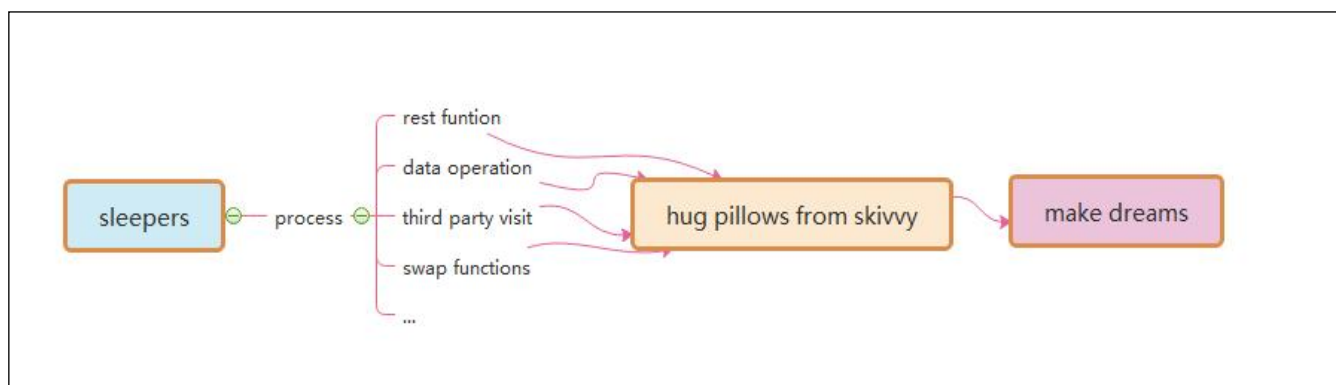 sleepers
process
rest funtion
data operation
third party visit
swap functions
...
hug pillows from skivvy
make dreams